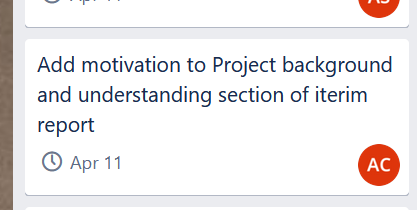 Add motivation to Project background
and understanding section of iterim
report
Apr 11
AC